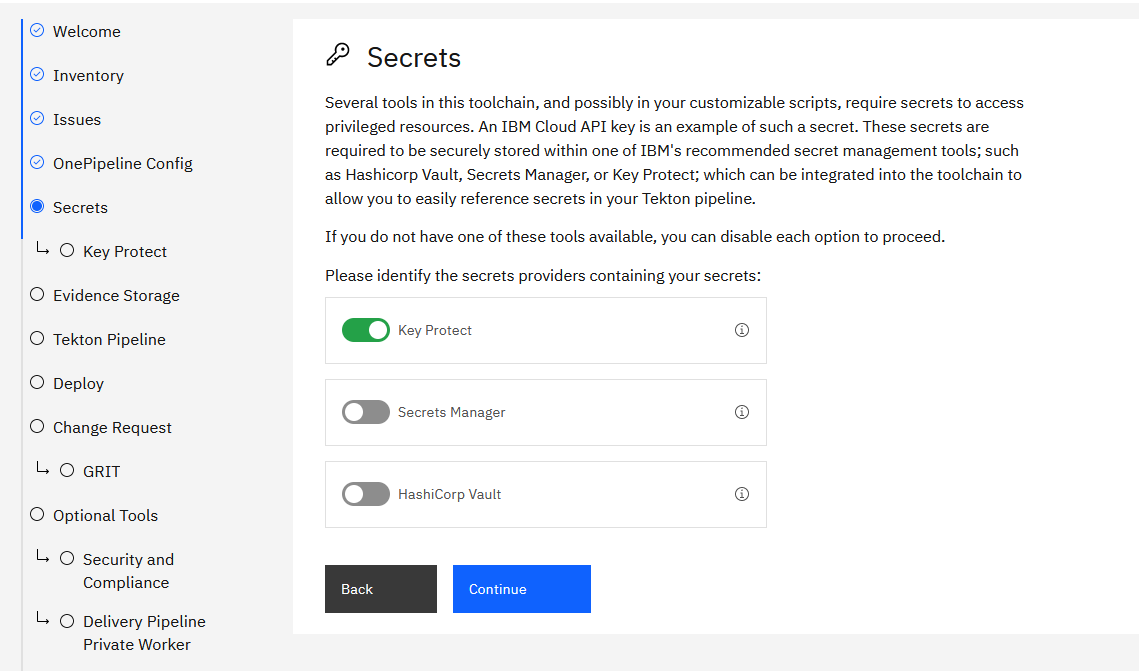 Welcome
Inventory
Issues
OnePipeline Config
Secrets
Key Protect
Evidence Storage
Tekton Pipeline
Deploy
Change Request
GRIT
Optional Tools
Security and
Compliance
Delivery Pipeline
Private Worker
Secrets
Several tools in this toolchain, and possibly in your customizable scripts, require secrets to access
privileged resources. An IBM Cloud API key is an example of such a secret. These secrets are
required to be securely stored within one of IBM's recommended secret management tools; such
as Hashicorp Vault, Secrets Manager, or Key Protect; which can be integrated into the toolchain to
allow you to easily reference secrets in your Tekton pipeline.
If you do not have one of these tools available, you can disable each option to proceed.
Please identify the secrets providers containing your secrets:
Key Protect
Secrets Manager
HashiCorp Vault
Back
Continue